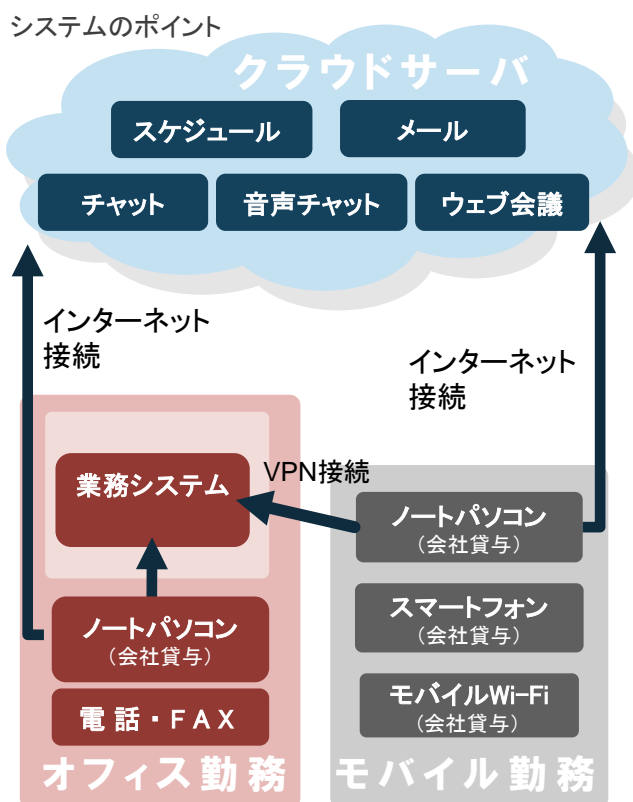 システムのポイント
クラウドサーバ
スケジュール
メール
チャット
音声チャット
ウェブ会議
インターネット
接続
インターネット
接続
VPN接続
業務システム
ノートパソコン
（会社貸与）
電話・ＦＡＸ
オフィス勤務
ノートパソコン
（会社貸与）
スマートフォン
（会社貸与）
モバイルWi-Fi
（会社貸与）
モバイル勤務